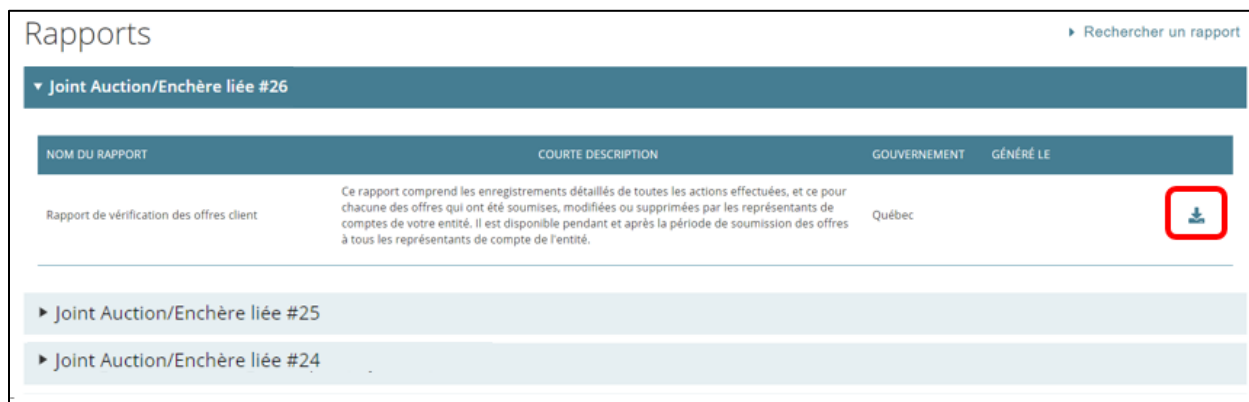 Rapports
Rechercher un rapport
Joint Auction/Enchère liée #26
NOM DU RAPPORT COURTE DESCRIPTION GOUVERNEMENT GÉNÉRÉ LE
Ce rapport comprend les enregistrements détaillés de toutes les actions effectuées, et ce pour
chacune des offres qui ont été soumises, modifiées ou supprimées par les représentants de
Rapport de vérification des offres client
Québec
comptes de votre entité. Il est disponible pendant et après la période de soumission des offres
à tous les représentants de compte de l'entité.
Joint Auction/Enchère liée #25
Joint Auction/Enchère liée #24